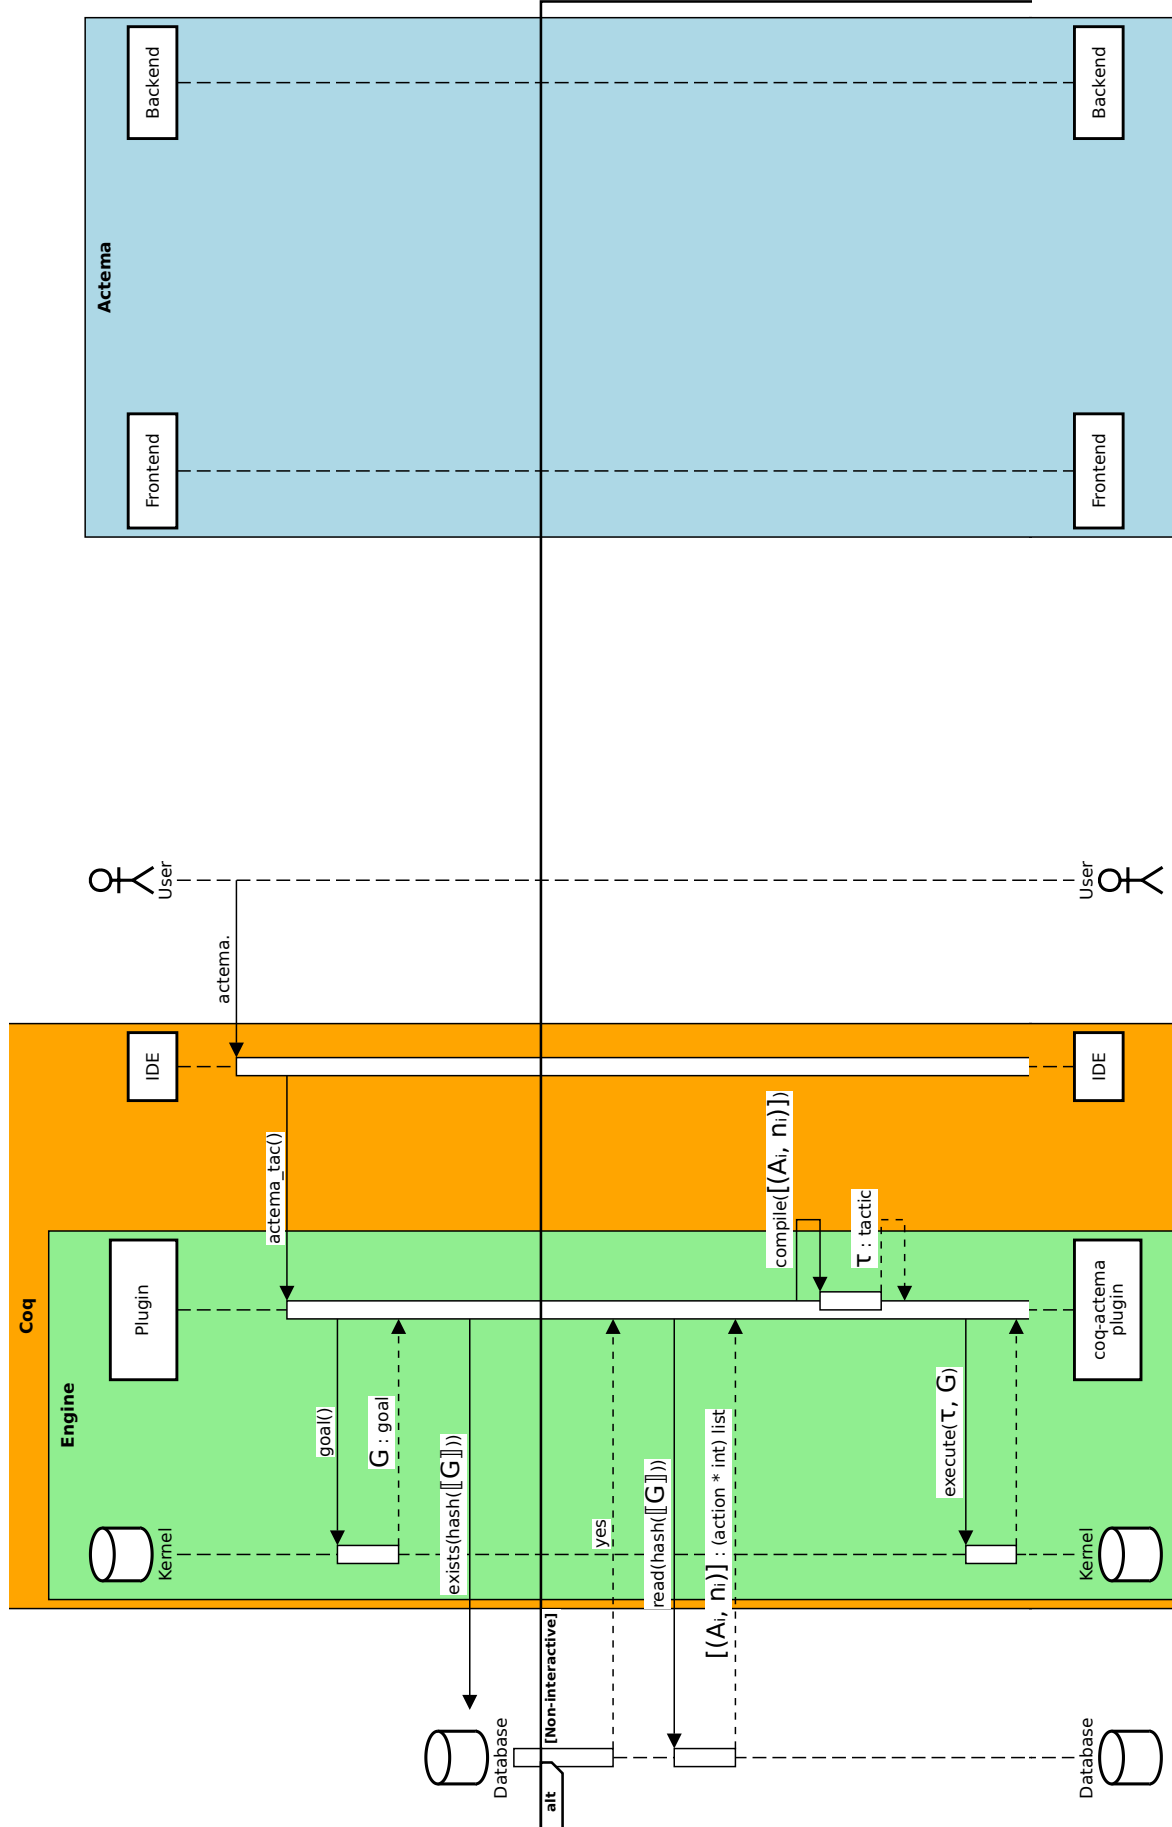 Coq
Engine
Actema
Kernel
Plugin
IDE
User
Frontend
Backend
actema.
actema_tac()
goal()
G : goal
exists(hash(⟦G⟧))
Database
alt
[Non-interactive]
yes
read(hash(⟦G⟧))
[(Aᵢ, nᵢ)] : (action * int) list
compile([(Aᵢ, nᵢ)])
τ : tactic
execute(τ, G)
Database
Kernel
coq-actema
plugin
IDE
User
Frontend
Backend